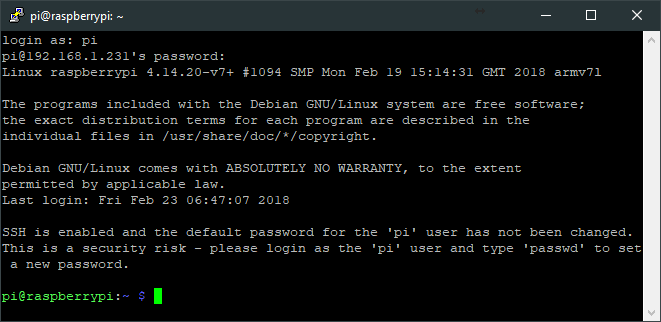 pi@raspberrypi: ~
login as: pi
pi@192.168.1.231's password:
Linux raspberrypi 4.14.20-v7+ #1094 SMP Mon Feb 19 15:14:31 GMT 2018 armv7l
The programs included with the Debian GNU/Linux system are free software;
the exact distribution terms for each program are described in the
individual files in /usr/share/doc/*/copyright.
Debian GNU/Linux comes with ABSOLUTELY NO WARRANTY, to the extent
permitted by applicable law.
Last login: Fri Feb 23 06:47:07 2018
SSH is enabled and the default password for the 'pi' user has not been changed.
This is a security risk - please login as the 'pi' user and type 'passwd' to set
 a new password.
pi@raspberrypi:~ $